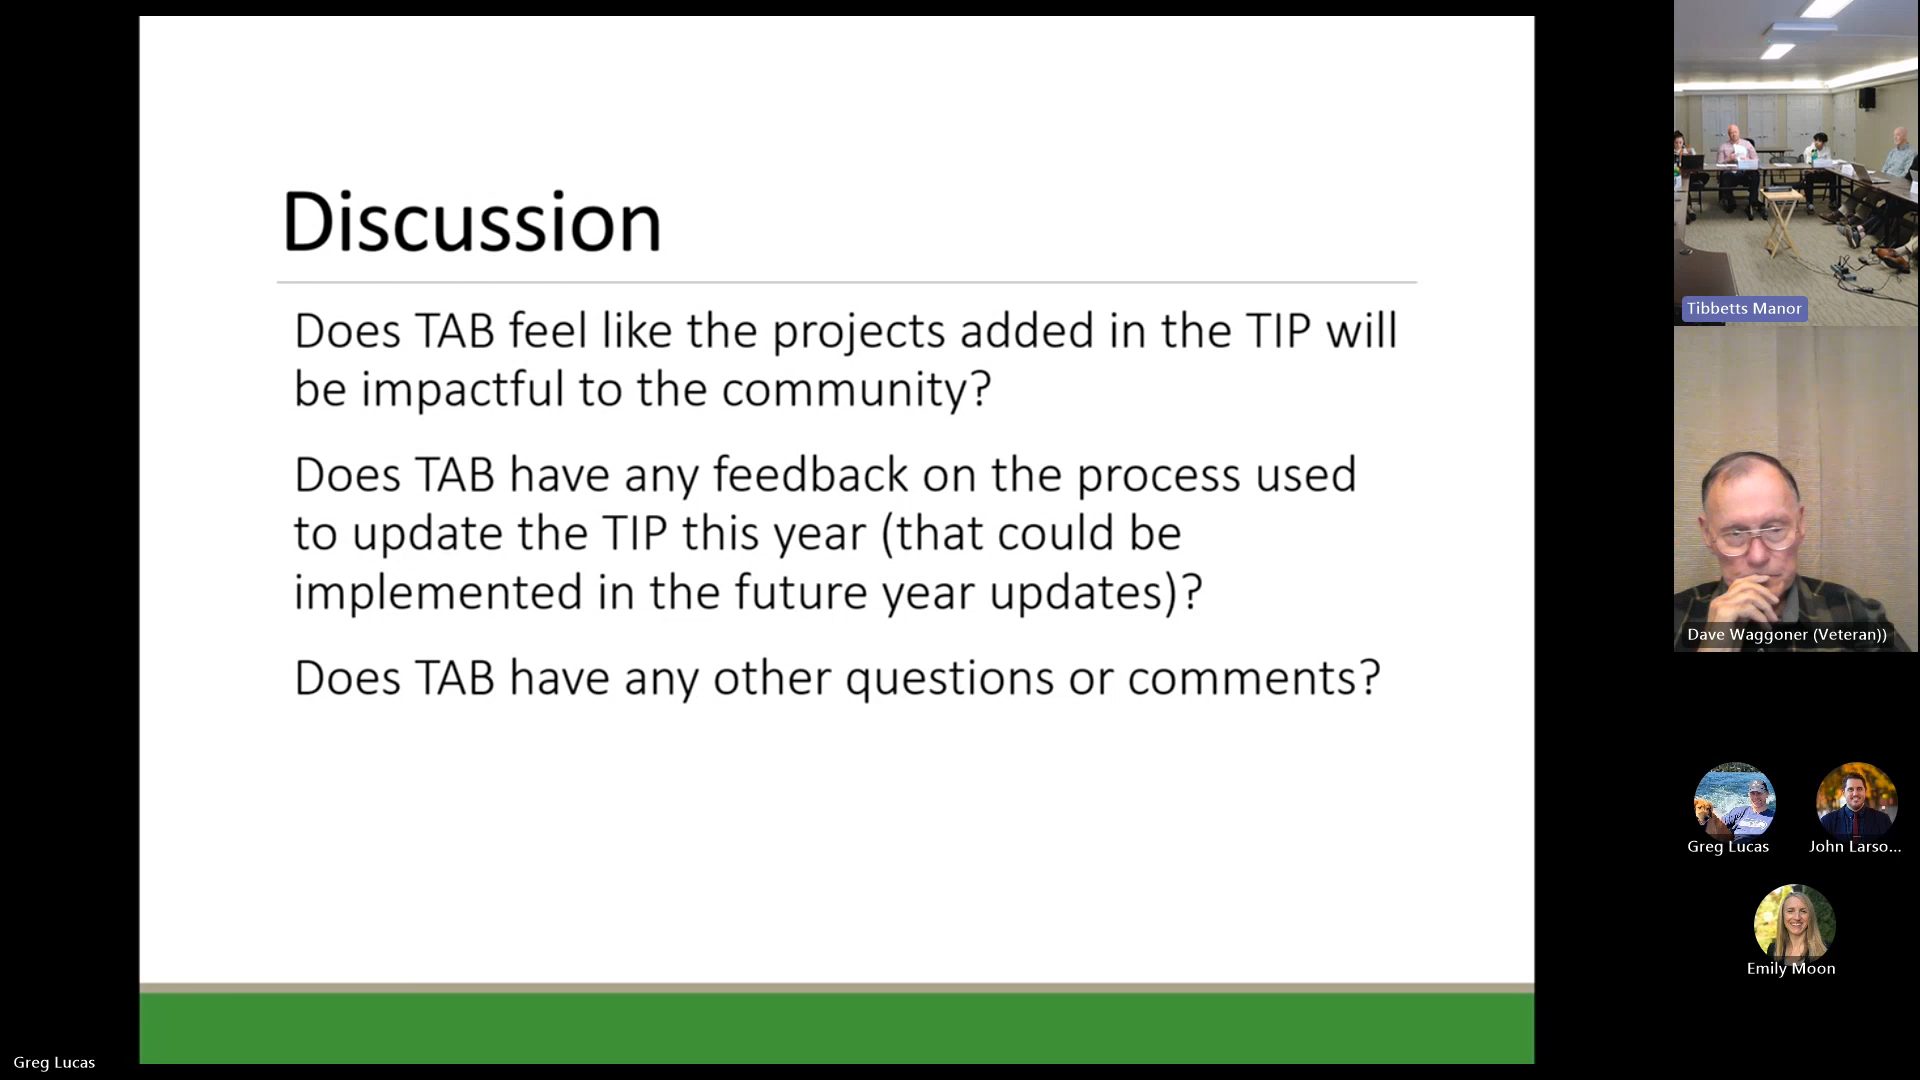 Discussion
Does TAB feel like the projects added in the TIP will
be impactful to the community?
Does TAB have any feedback on the process used
to update the TIP this year (that could be
implemented in the future year updates)?
Does TAB have any other questions or comments?
Tibbetts Manor
Dave Waggoner (Veteran))
Greg Lucas
John Larso...
Emily Moon
Greg Lucas